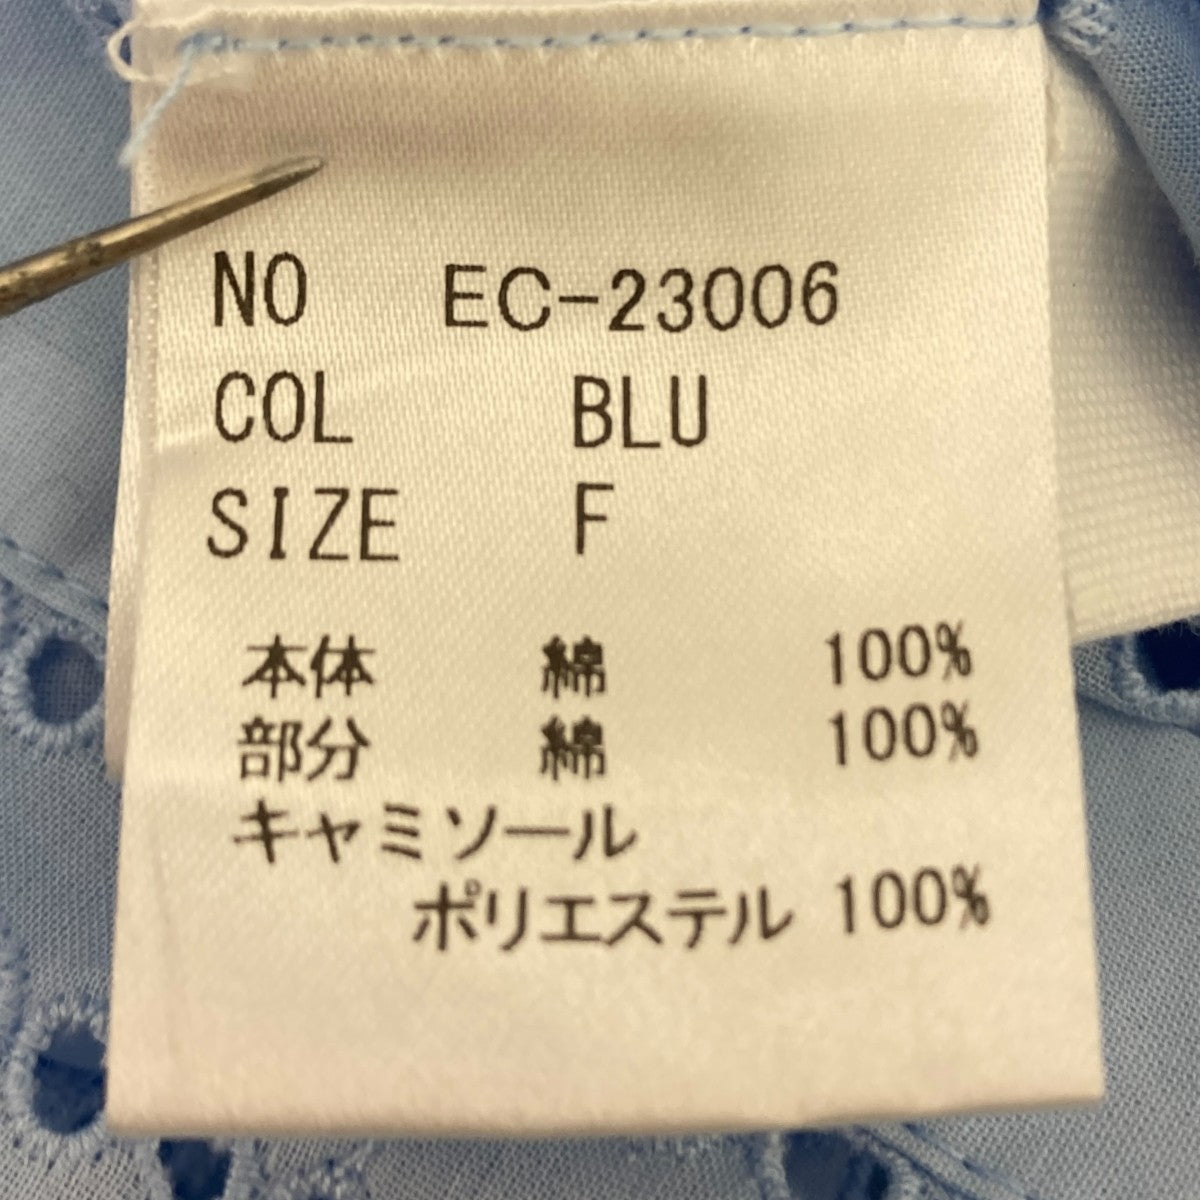 NO EC-23006
COL BLU
SIZE F
本体 綿 100%
部分 綿 100%
キャミソール
ポリエステル 100%